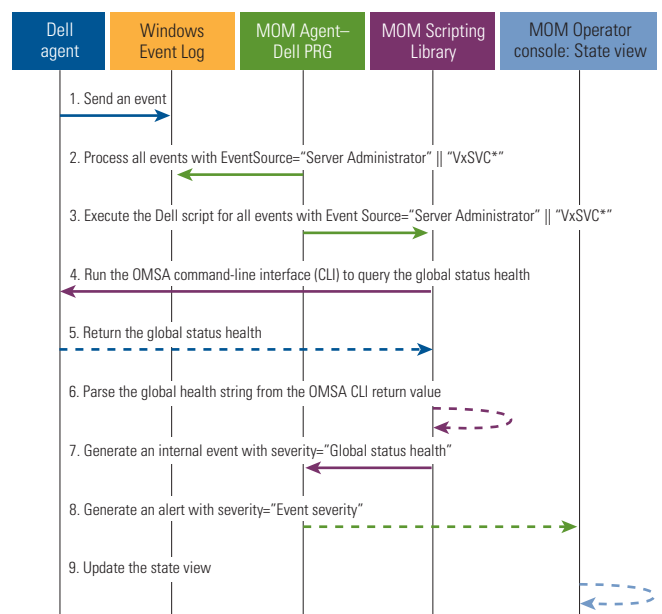 Dell
agent
Windows
Event Log
MOM Agent–
Dell PRG
MOM Scripting
Library
MOM Operator
console: State view
1. Send an event
2. Process all events with EventSource=“Server Administrator” || “VxSVC*”
3. Execute the Dell script for all events with Event Source=“Server Administrator” || “VxSVC*”
4. Run the OMSA command-line interface (CLI) to query the global status health
5. Return the global status health
6. Parse the global health string from the OMSA CLI return value
7. Generate an internal event with severity=”Global status health”
8. Generate an alert with severity=”Event severity”
9. Update the state view